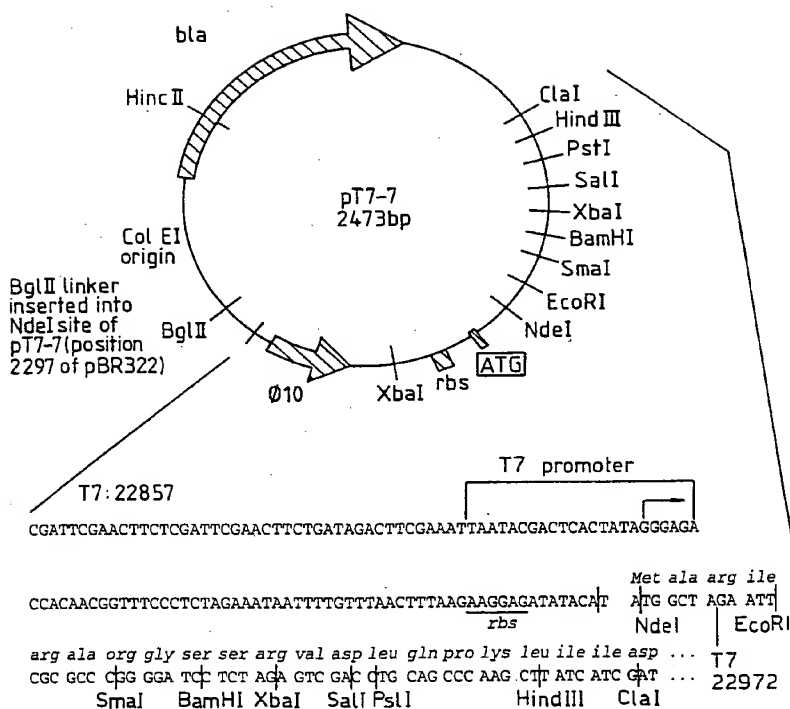 bla
Hinc II
ClaI
Hind III
PstI
SalI
XbaI
BamHI
SmaI
EcoRI
NdeI
pT7-7
2473bp
Col EI
origin
BglII linker
inserted into
NdeI site of
pT7-7 (position
2297 of pBR322)
BglII
Ø10
XbaI
rbs
ATG
T7 promoter
T7:22857
CGATTCGAACTTCTCGATTCGAACTTCTGATAGACTTCGAAATTAATACGACTCACTATAGGGAGA
Met ala arg ile
CCACAACGGTTTCCCTCTAGAAATAATTTTGTTTAACTTTAAGAAGGAGATATACAT ATGG GCT AGA ATT
rbs
NdeI
EcoRI
arg ala org gly ser ser arg val asp leu gln pro lys leu ile ile asp ...
CGC GCC CGG GGA TCC TCT AGA GTC GAC CTG CAG CCC AAG CTT ATC ATC GAT ...
T7
22972
SmaI
BamHI
XbaI
SalI
PslI
HindIII
ClaI